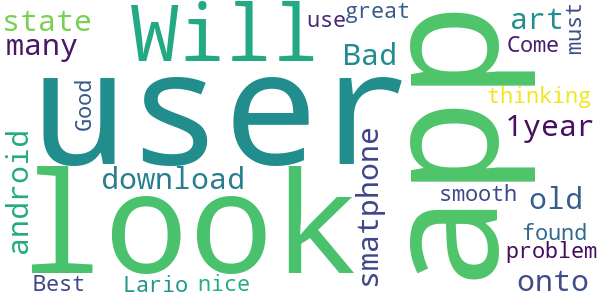 state
many
Will
use
great
art
Come
must
Bad
user
Good
app
thinking
1year
android
look
download
smatphone
smooth
old
found
problem
onto
Best
Lario
nice